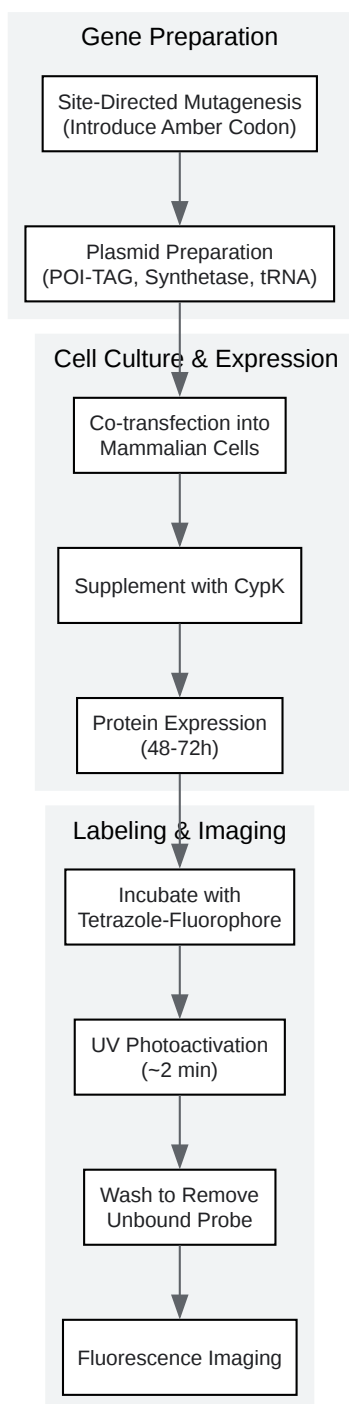 Gene Preparation
Site-Directed Mutagenesis
(Introduce Amber Codon)
Plasmid Preparation
(POI-TAG, Synthetase, tRNA)
Cell Culture & Expression
Co-transfection into
Mammalian Cells
Supplement with CypK
Protein Expression
(48-72h)
Labeling & Imaging
Incubate with
Tetrazole-Fluorophore
UV Photoactivation
(~2 min)
Wash to Remove
Unbound Probe
Fluorescence Imaging